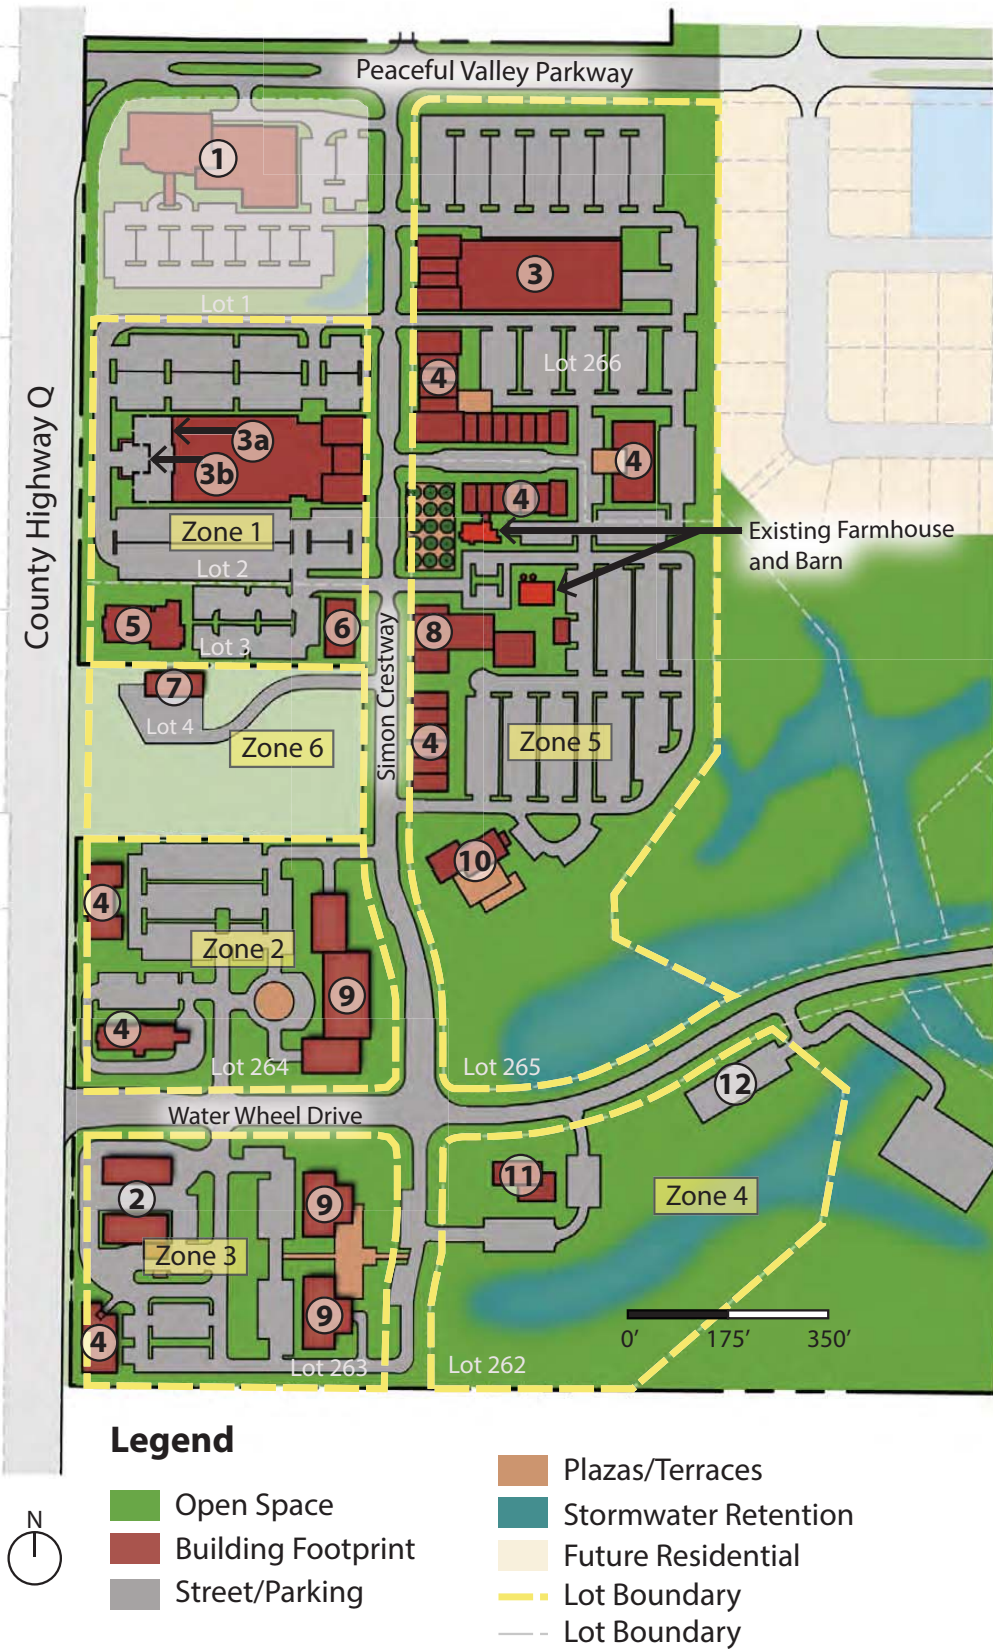 Peaceful Valley Parkway
1
Lot 1
3
4
Lot 266
3a
3b
4
4
Zone 1
Existing Farmhouse
and Barn
Lot 2
County Highway Q
5
6
8
Lot 3
Simon Crestway
7
Lot 4
Zone 6
4
Zone 5
10
4
Zone 2
9
4
Lot 264
Lot 265
12
Water Wheel Drive
2
9
11
Zone 4
Zone 3
9
4
0'
175'
350'
Lot 263
Lot 262
Legend
Open Space
Building Footprint
Street/Parking
Plazas/Terraces
Stormwater Retention
Future Residential
Lot Boundary
Lot Boundary
N